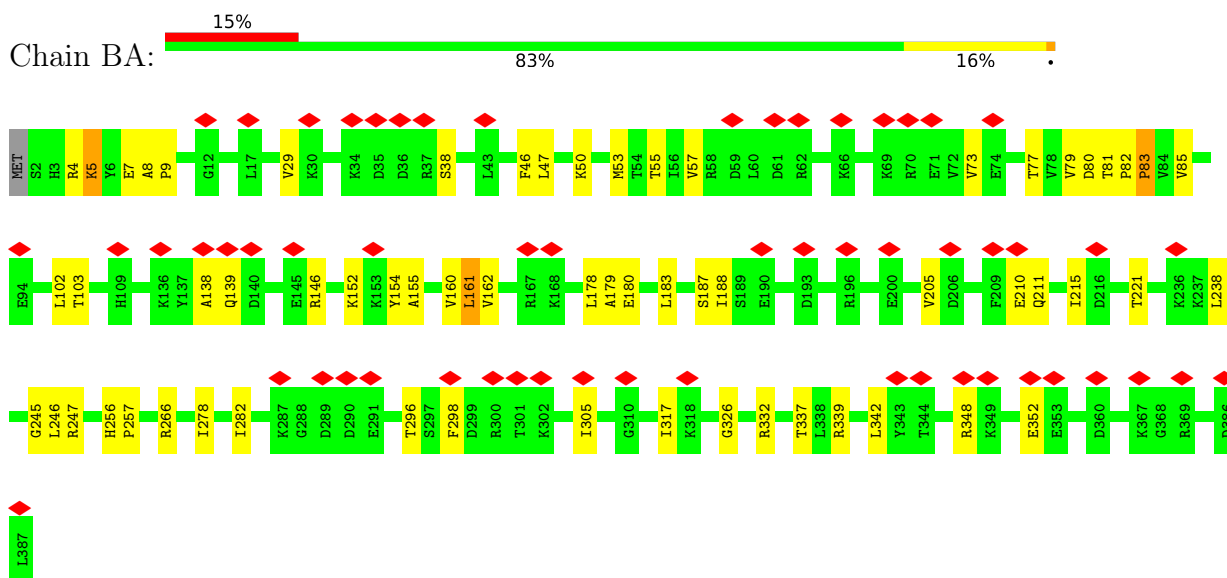 15%
Chain BA:
83% 16% •
MET S2 H3 R4 K5 Y6 E7 A8 P9 G12 L17 V29 K30 K34 D35 D36 R37 S38 L43 F46 L47 K50 M53 T54 T55 I56 V57 R58 D59 L60 D61 R62 K66 K69 R70 E71 V72 V73 E74 T77 V78 V79 D80 T81 P82 P83 V84 V85
E94 L102 T103 H109 K136 Y137 A138 Q139 D140 E145 R146 K152 K153 Y154 A155 V160 L161 V162 R167 K168 L178 A179 E180 L183 S187 I188 S189 E190 D193 R196 E200 V205 D206 F209 E210 Q211 I215 D216 T221 K236 K237 L238
G245 L246 R247 H256 P257 R266 I278 I282 K287 G288 D289 D290 E291 T296 S297 F298 D299 R300 T301 K302 I305 G310 I317 K318 G326 R332 T337 L338 R339 L342 Y343 T344 R348 K349 E352 E353 D360 K367 G368 R369
L387